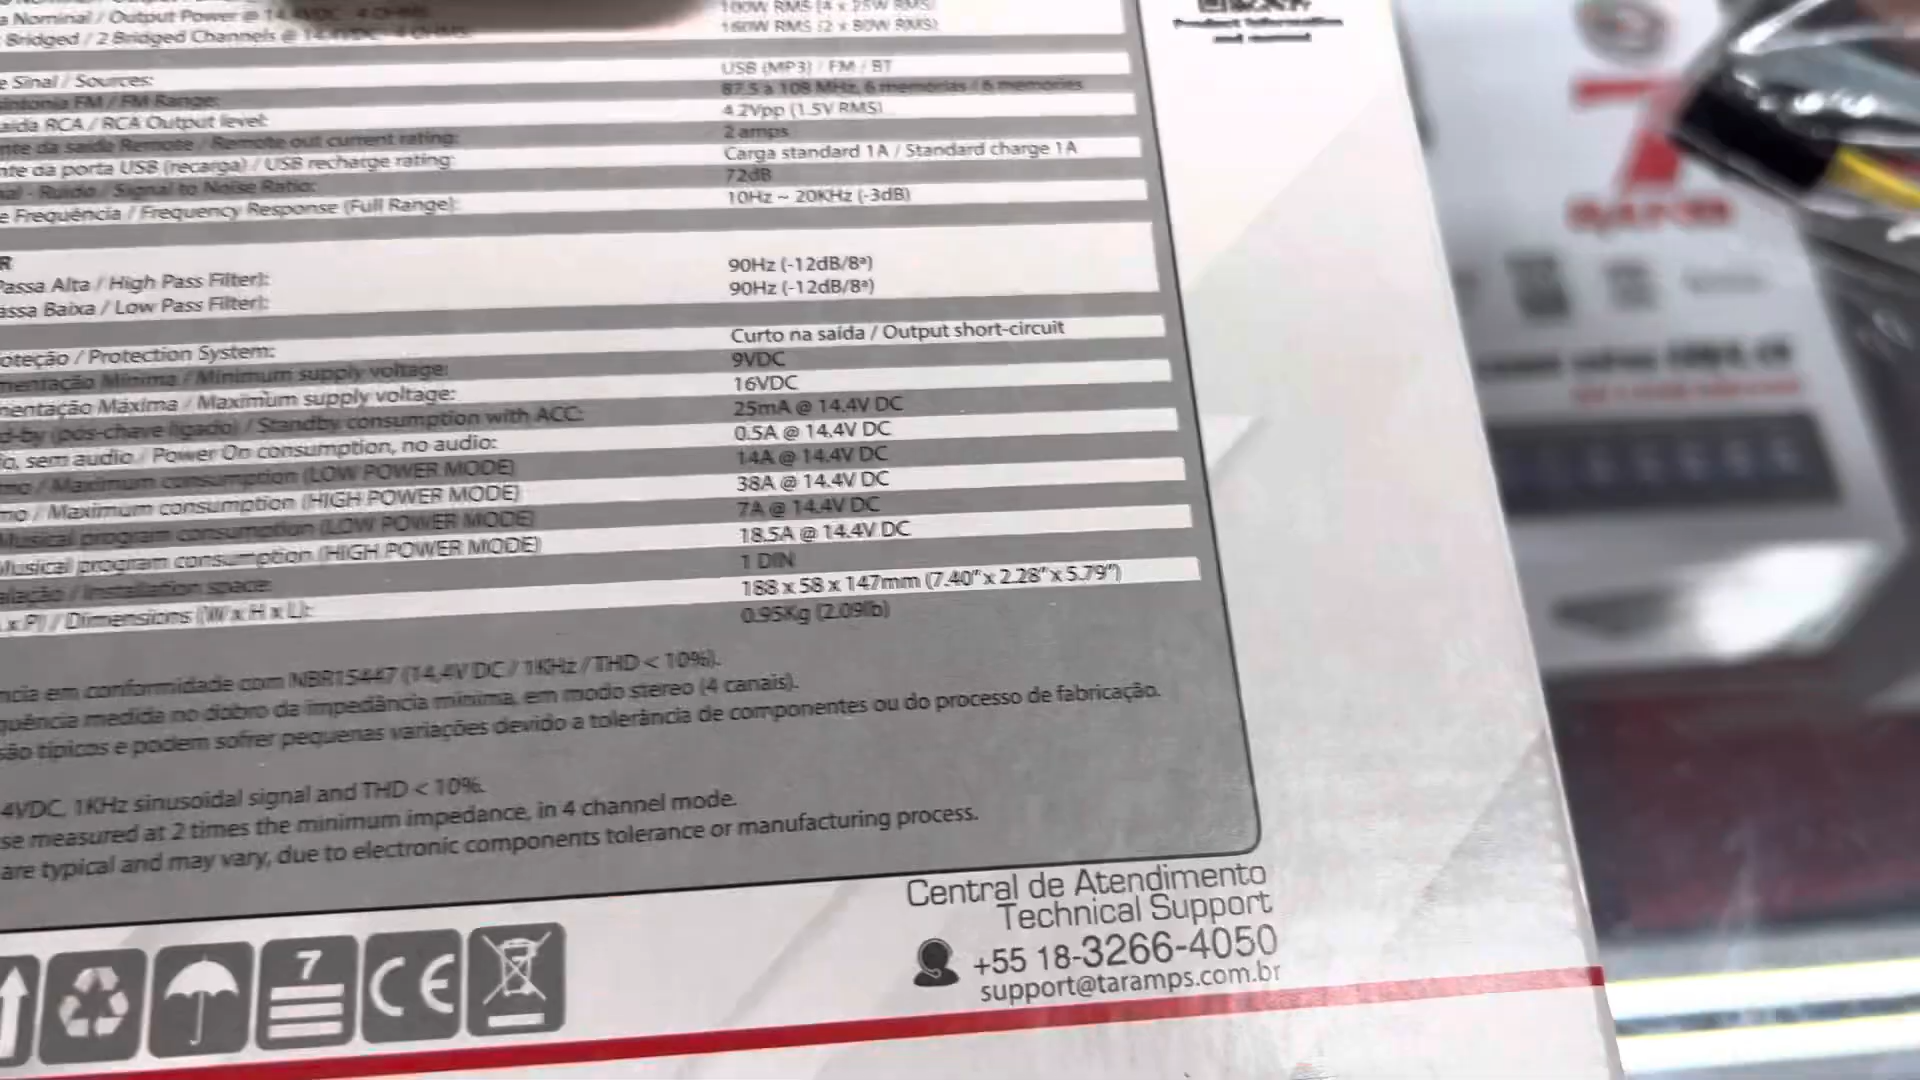 Nominal / Output Power @ 14.4VDC - 4 OHMS: 100W RMS (4 x 25W RMS)
Bridged / 2 Bridged Channels @ 14.4VDC - 4 OHMS: 160W RMS (2 x 80W RMS)
Product Information
and manual
e Sinal / Sources: USB (MP3) / FM / BT
sintonia FM / FM Range: 87.5 à 108 MHz, 6 memórias / 6 memories
aída RCA / RCA Output level: 4.2Vpp (1.5V RMS)
nte da saída Remote / Remote out current rating: 2 amps
nte da porta USB (recarga) / USB recharge rating: Carga standard 1A / Standard charge 1A
nal - Ruído / Signal to Noise Ratio: 72dB
e Frequência / Frequency Response (Full Range): 10Hz ~ 20KHz (-3dB)
R
Passa Alta / High Pass Filter): 90Hz (-12dB/8ª)
assa Baixa / Low Pass Filter): 90Hz (-12dB/8ª)
oteção / Protection System: Curto na saída / Output short-circuit
mentação Mínima / Minimum supply voltage: 9VDC
mentação Máxima / Maximum supply voltage: 16VDC
d-by (pós-chave ligado) / Standby consumption with ACC: 25mA @ 14.4V DC
o, sem audio / Power On consumption, no audio: 0.5A @ 14.4V DC
mo / Maximum consumption (LOW POWER MODE) 14A @ 14.4V DC
mo / Maximum consumption (HIGH POWER MODE) 38A @ 14.4V DC
Musical program consumption (LOW POWER MODE) 7A @ 14.4V DC
Musical program consumption (HIGH POWER MODE) 18.5A @ 14.4V DC
alação / Installation space: 1 DIN
x P) / Dimensions (W x H x L): 188 x 58 x 147mm (7.40" x 2.28" x 5.79")
0.95Kg (2.09lb)
ncia em conformidade com NBR15447 (14,4V DC / 1KHz / THD < 10%).
quência medida no dobro da impedância mínima, em modo stereo (4 canais).
são típicos e podem sofrer pequenas variações devido a tolerância de componentes ou do processo de fabricação.
4VDC, 1KHz sinusoidal signal and THD < 10%.
se measured at 2 times the minimum impedance, in 4 channel mode.
are typical and may vary, due to electronic components tolerance or manufacturing process.
Central de Atendimento
Technical Support
+55 18-3266-4050
support@taramps.com.br
7
CE